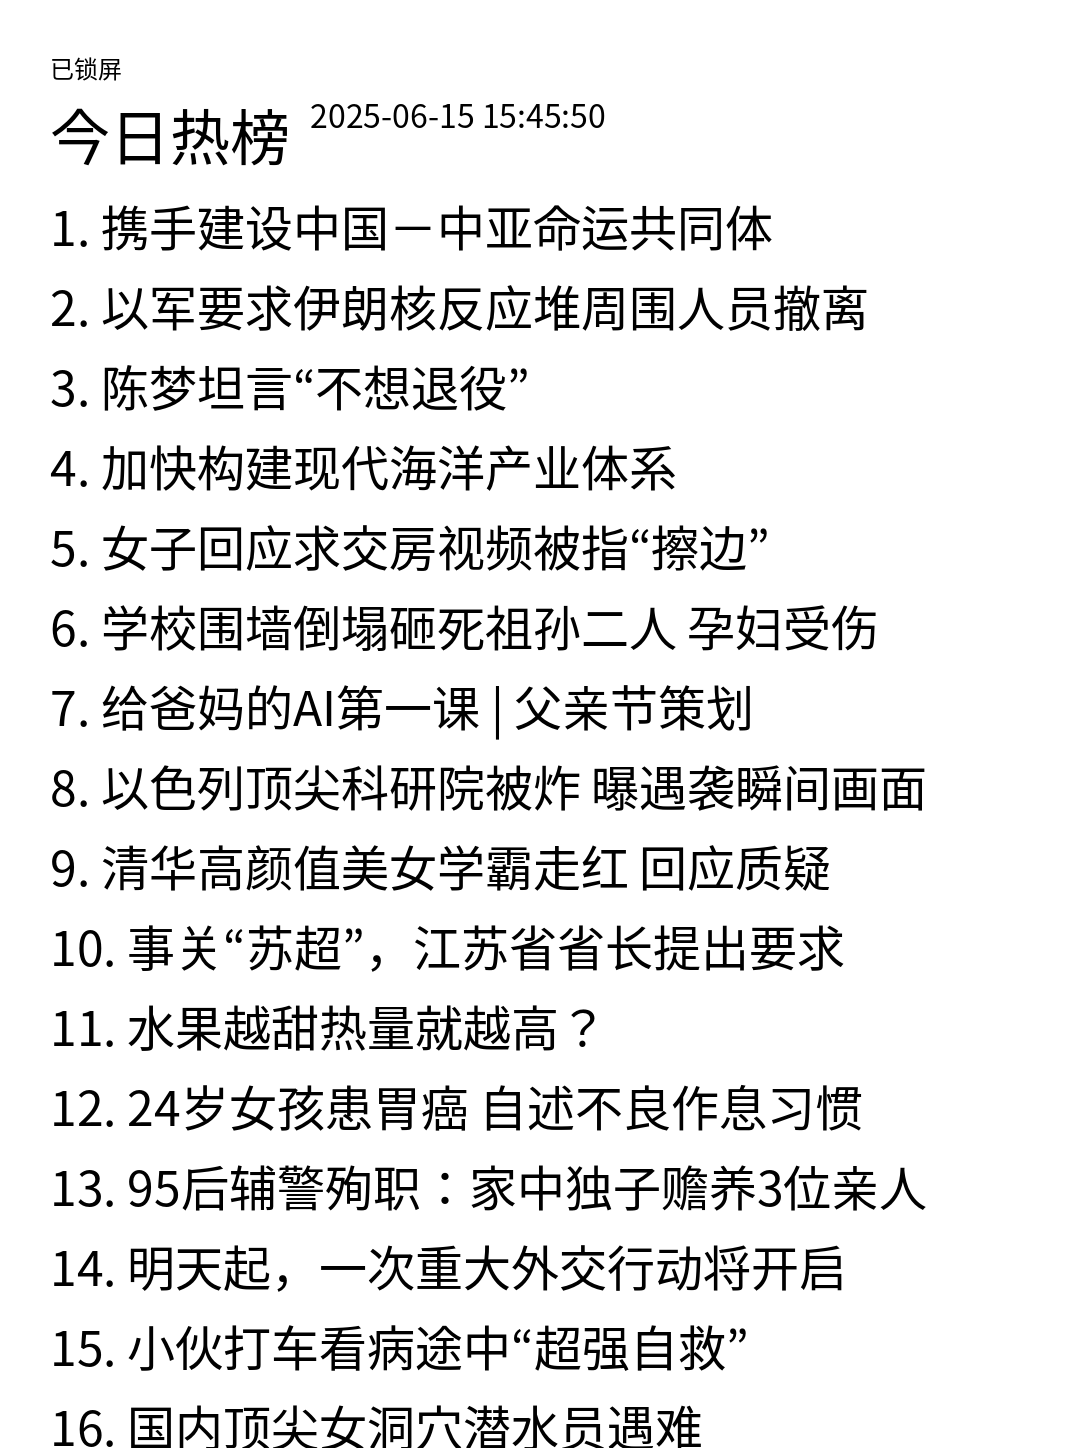 已锁屏
今日热榜 2025-06-15 15:45:50
1. 携手建设中国－中亚命运共同体
2. 以军要求伊朗核反应堆周围人员撤离
3. 陈梦坦言“不想退役”
4. 加快构建现代海洋产业体系
5. 女子回应求交房视频被指“擦边”
6. 学校围墙倒塌砸死祖孙二人 孕妇受伤
7. 给爸妈的AI第一课 | 父亲节策划
8. 以色列顶尖科研院被炸 曝遇袭瞬间画面
9. 清华高颜值美女学霸走红 回应质疑
10. 事关“苏超”，江苏省省长提出要求
11. 水果越甜热量就越高？
12. 24岁女孩患胃癌 自述不良作息习惯
13. 95后辅警殉职：家中独子赡养3位亲人
14. 明天起，一次重大外交行动将开启
15. 小伙打车看病途中“超强自救”
16. 国内顶尖女洞穴潜水员遇难